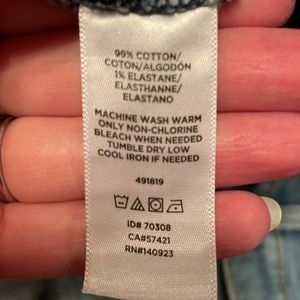 99% COTTON/
COTON/ALGODÓN
1% ELASTANE/
ELASTHANNE/
ELASTANO
MACHINE WASH WARM
ONLY NON-CHLORINE
BLEACH WHEN NEEDED
TUMBLE DRY LOW
COOL IRON IF NEEDED
491819
ID# 70308
CA#57421
RN#140923